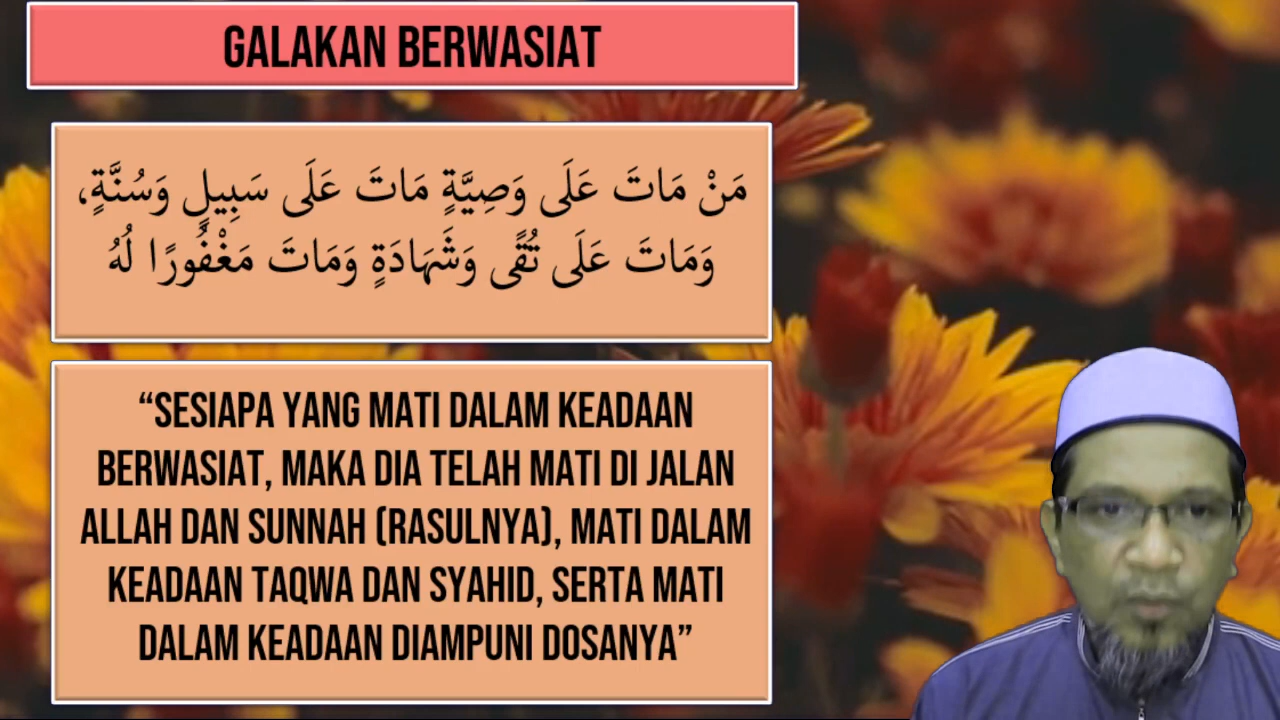 GALAKAN BERWASIAT
مَنْ مَاتَ عَلَى وَصِيَّةٍ مَاتَ عَلَى سَبِيلٍ وَسُنَّةٍ،
وَمَاتَ عَلَى تُقًى وَشَهَادَةٍ وَمَاتَ مَغْفُورًا لَهُ
“SESIAPA YANG MATI DALAM KEADAAN
BERWASIAT, MAKA DIA TELAH MATI DI JALAN
ALLAH DAN SUNNAH (RASULNYA), MATI DALAM
KEADAAN TAQWA DAN SYAHID, SERTA MATI
DALAM KEADAAN DIAMPUNI DOSANYA”